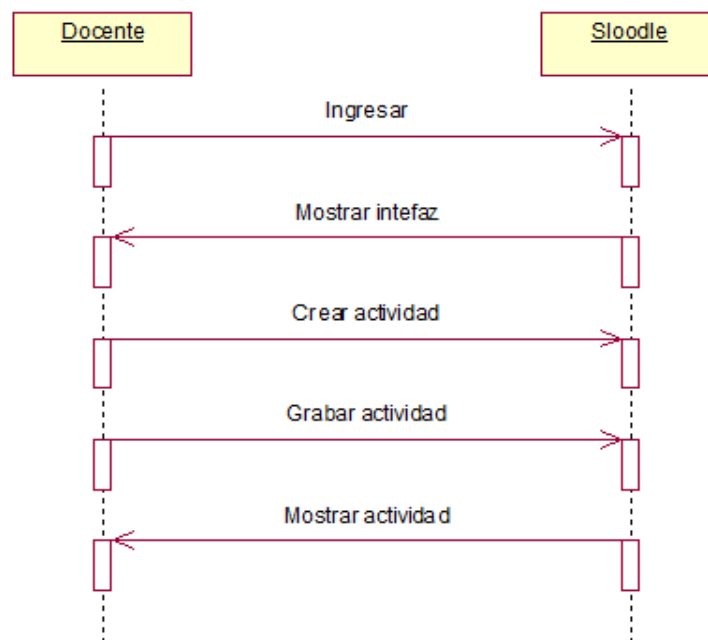 Docente
Sloodle
Ingresar
Mostrar intefaz
Crear actividad
Grabar actividad
Mostrar actividad